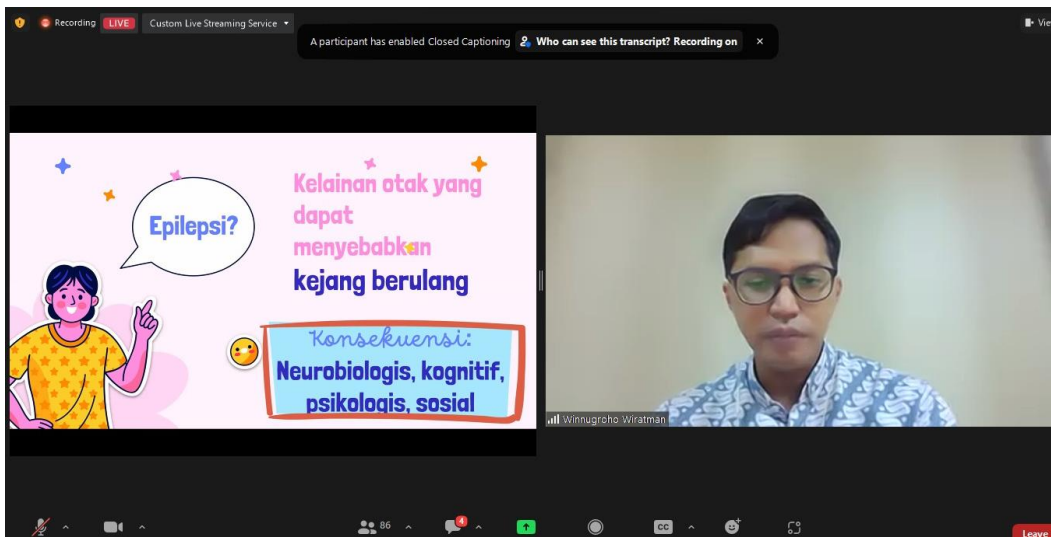 Recording LIVE Custom Live Streaming Service
A participant has enabled Closed Captioning Who can see this transcript? Recording on
Epilepsi?
Kelainan otak yang
dapat
menyebabkan
kejang berulang
Konsekuensi:
Neurobiologis, kognitif,
psikologis, sosial
Winnugroho Wiratman
86
4
CC
Leave